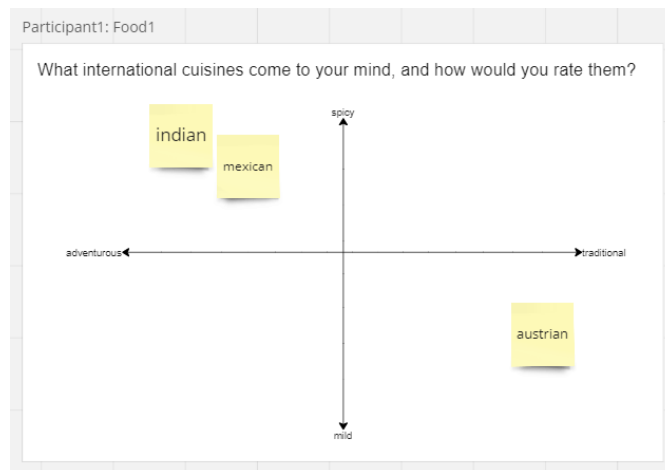 Participant1: Food1
What international cuisines come to your mind, and how would you rate them?
spicy
indian
mexican
adventurous
traditional
austrian
mild